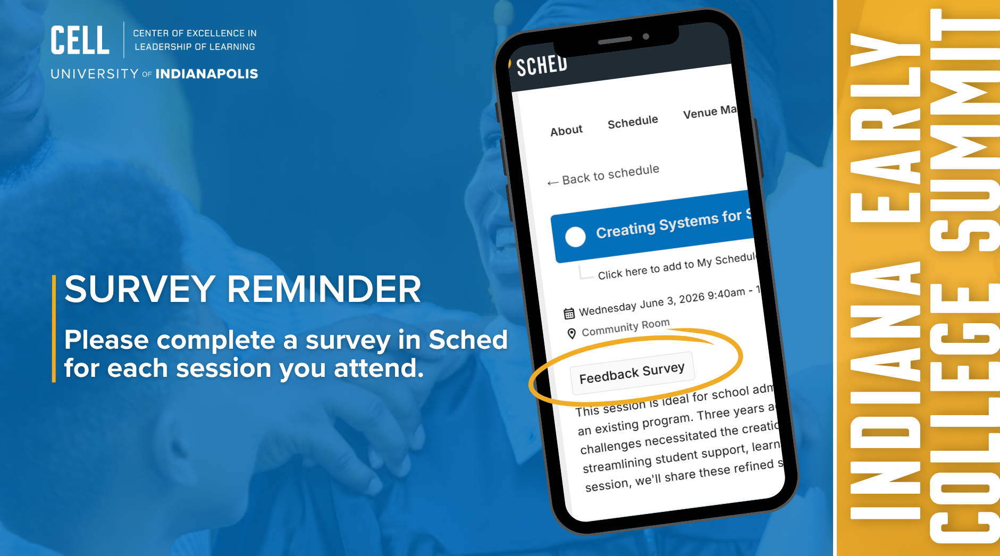 CELL
CENTER OF EXCELLENCE IN
LEADERSHIP OF LEARNING
UNIVERSITY OF INDIANAPOLIS
SURVEY REMINDER
Please complete a survey in Sched
for each session you attend.
SCHED
About Schedule Venue Ma
← Back to schedule
Creating Systems for S
Click here to add to My Schedul
Wednesday June 3, 2026 9:40am - 1
Community Room
Feedback Survey
This session is ideal for school adm
an existing program. Three years a
challenges necessitated the creatio
streamlining student support, learn
session, we'll share these refined s
INDIANA EARLY
COLLEGE SUMMIT